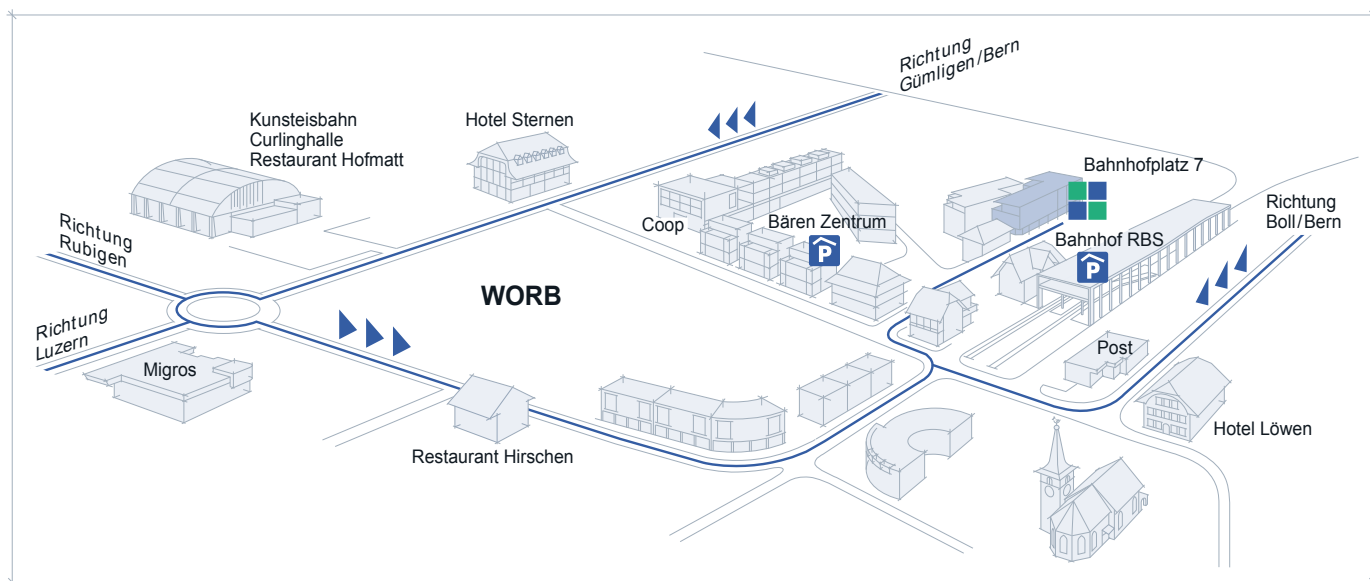 Richtung
Gümligen/Bern
Kunsteisbahn
Curlinghalle
Restaurant Hofmatt
Hotel Sternen
Bahnhofplatz 7
Richtung
Boll/Bern
Coop
Bären Zentrum
P
Bahnhof RBS
P
Richtung
Rubigen
WORB
Richtung
Luzern
Migros
Post
Restaurant Hirschen
Hotel Löwen